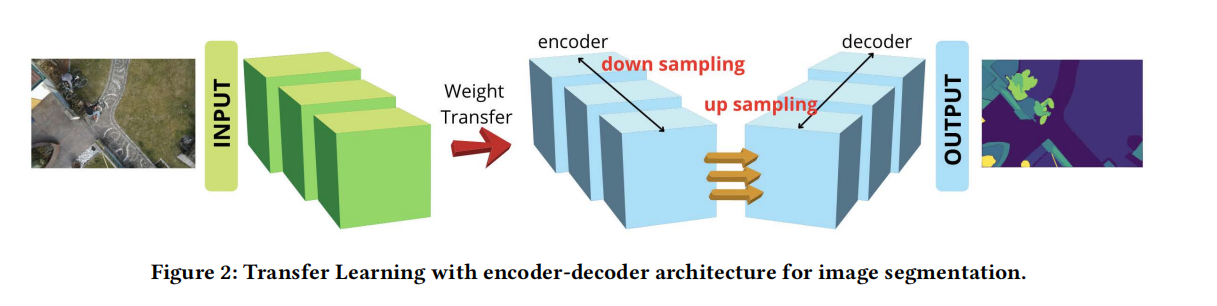 encoder
decoder
down sampling
INPUT
Weight
Transfer
up sampling
OUTPUT
Figure 2: Transfer Learning with encoder-decoder architecture for image segmentation.